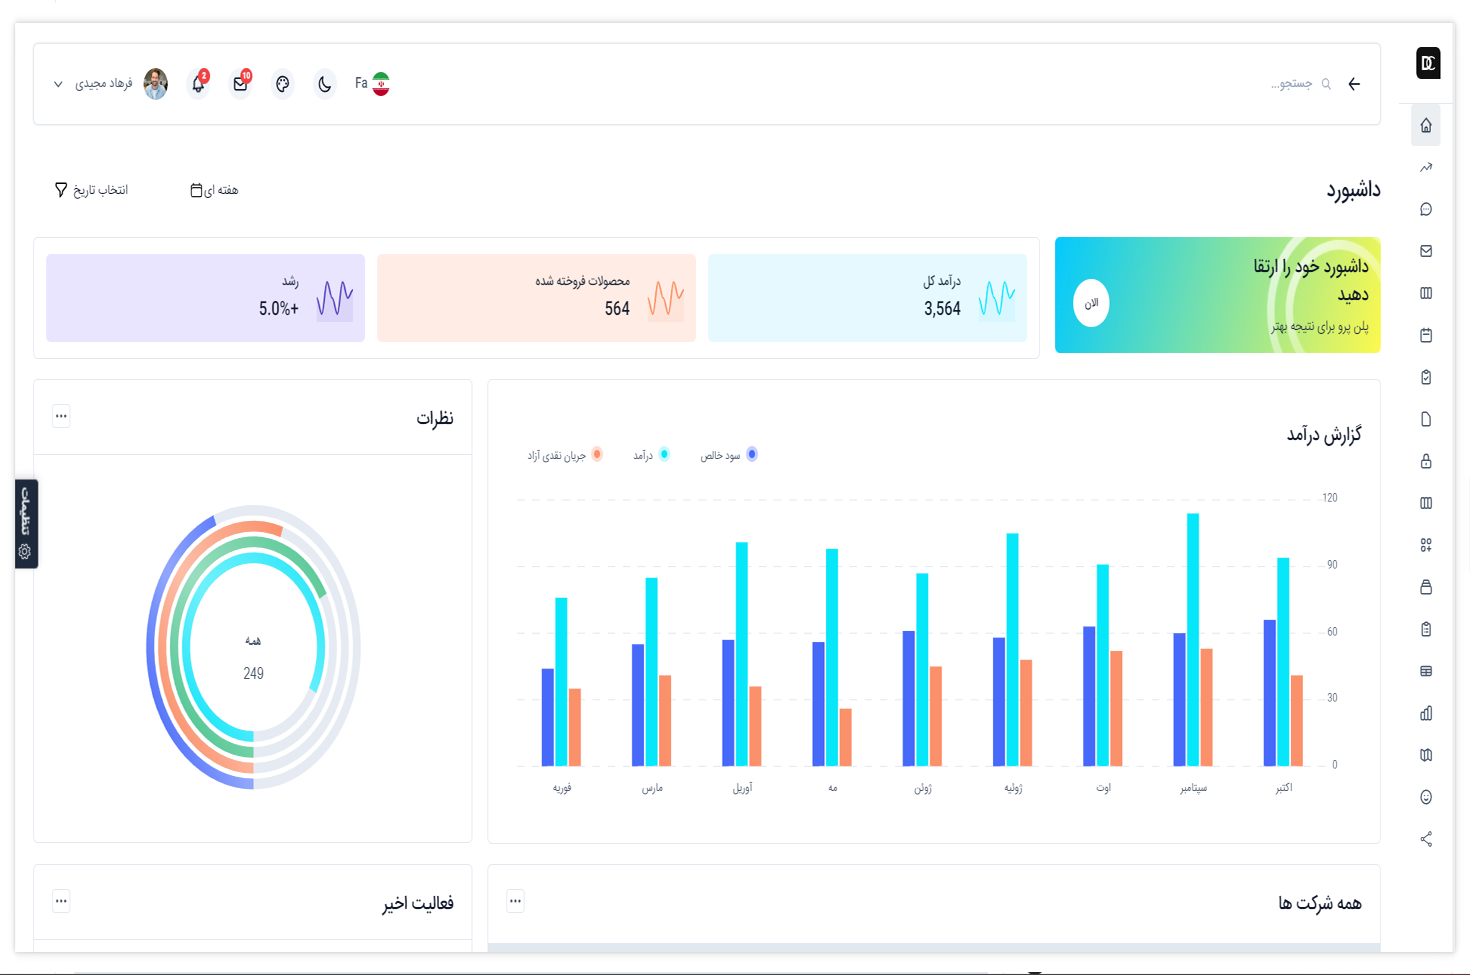 DC
جستجو...
Fa
10
2
فرهاد مجیدی
داشبورد
هفته ای
انتخاب تاریخ
داشبورد خود را ارتقا
دهید
پلن پرو برای نتیجه بهتر
الان
درآمد کل
3,564
محصولات فروخته شده
564
رشد
5.0%+
گزارش درآمد
سود خالص
درآمد
جریان نقدی آزاد
120
90
60
30
0
اکتبر
سپتامبر
اوت
ژوئیه
ژوئن
مه
آوریل
مارس
فوریه
نظرات
همه
249
تنظیمات
همه شرکت ها
فعالیت اخیر